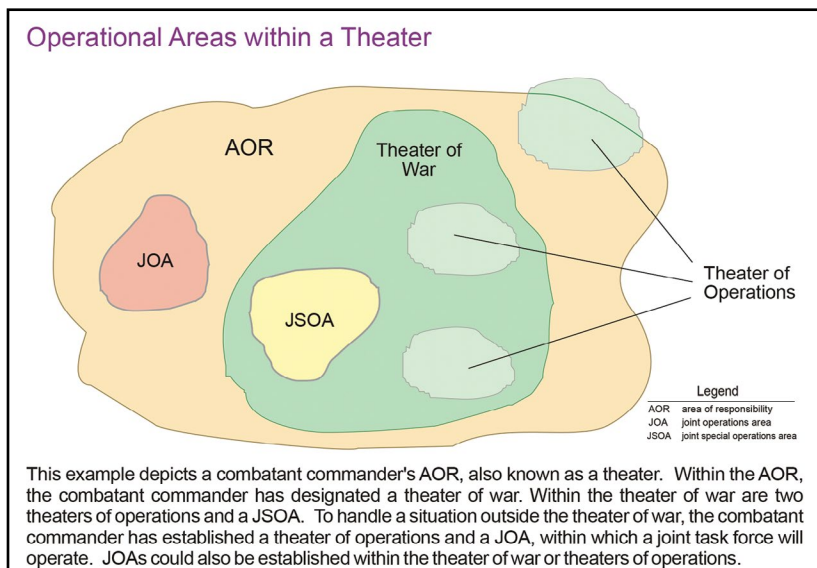 Operational Areas within a Theater
AOR
Theater of
War
JOA
JSOA
Theater of
Operations
Legend
AOR area of responsibility
JOA joint operations area
JSOA joint special operations area
This example depicts a combatant commander's AOR, also known as a theater. Within the AOR,
the combatant commander has designated a theater of war. Within the theater of war are two
theaters of operations and a JSOA. To handle a situation outside the theater of war, the combatant
commander has established a theater of operations and a JOA, within which a joint task force will
operate. JOAs could also be established within the theater of war or theaters of operations.